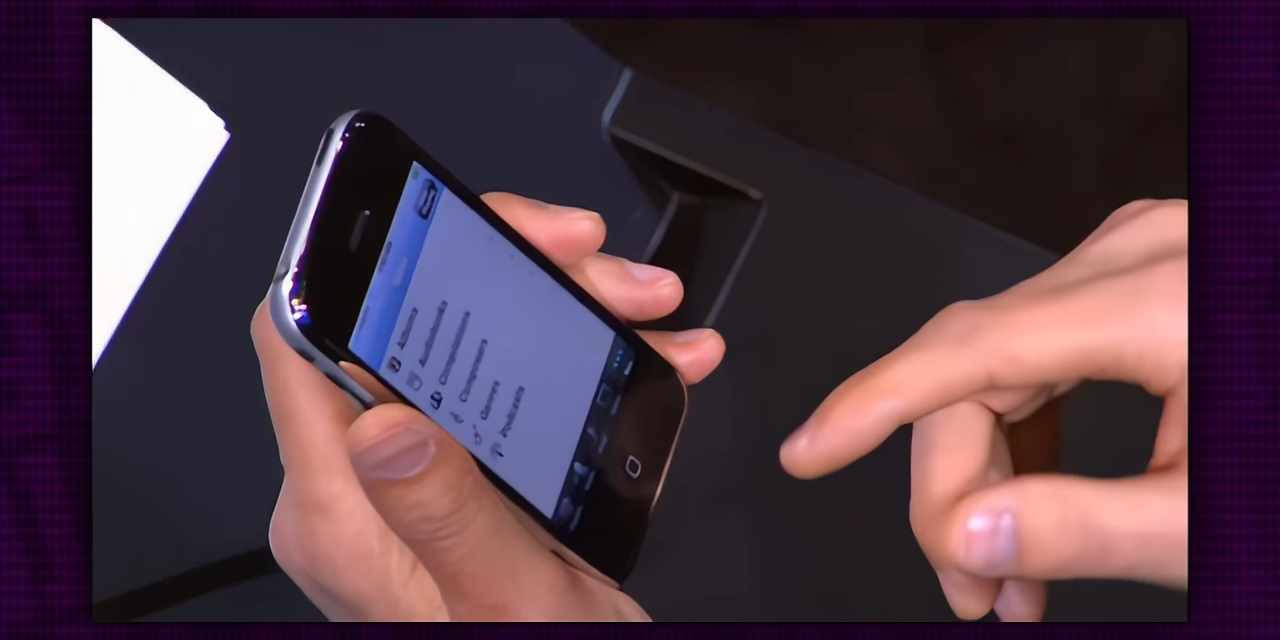 Albums
Audiobooks
Compilations
Composers
Genres
Podcasts